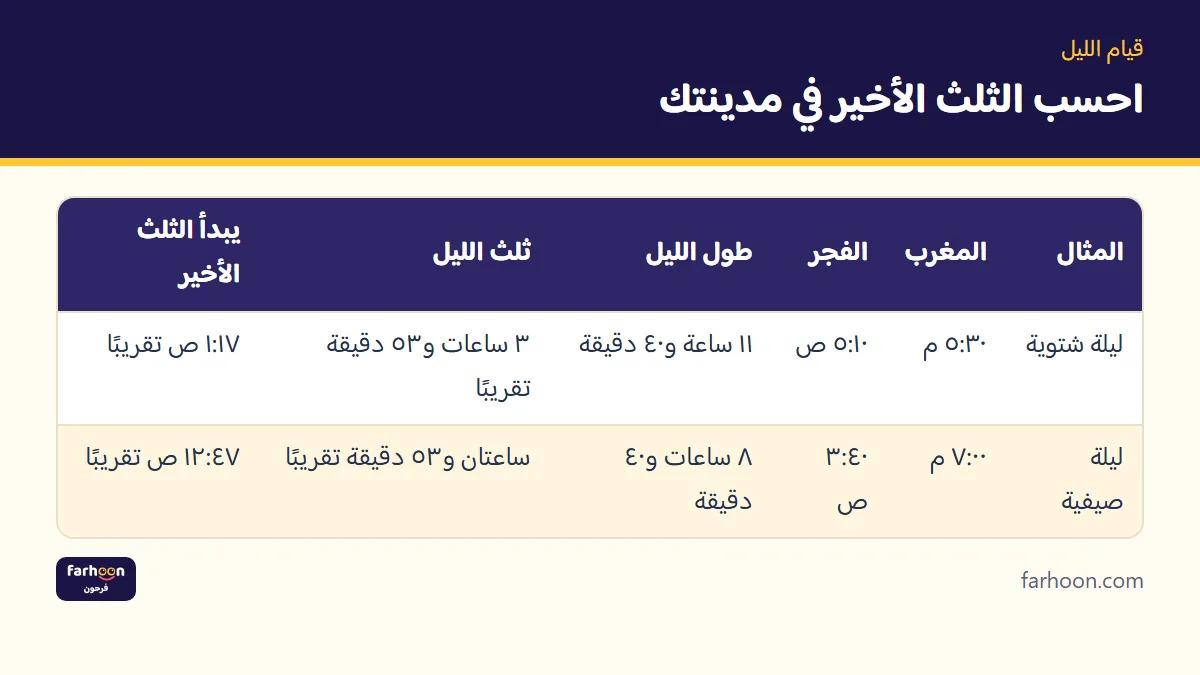 قيام الليل
احسب الثلث الأخير في مدينتك
المثال المغرب الفجر طول الليل ثلث الليل يبدأ الثلث الأخير
ليلة شتوية ٥:٣٠ م ٥:١٠ ص ١١ ساعة و٤٠ دقيقة ٣ ساعات و٥٣ دقيقة تقريبًا ١:١٧ ص تقريبًا
ليلة صيفية ٧:٠٠ م ٣:٤٠ ص ٨ ساعات و٤٠ دقيقة ساعتان و٥٣ دقيقة تقريبًا ١٢:٤٧ ص تقريبًا
farhoon.com
farhoon
فرحون